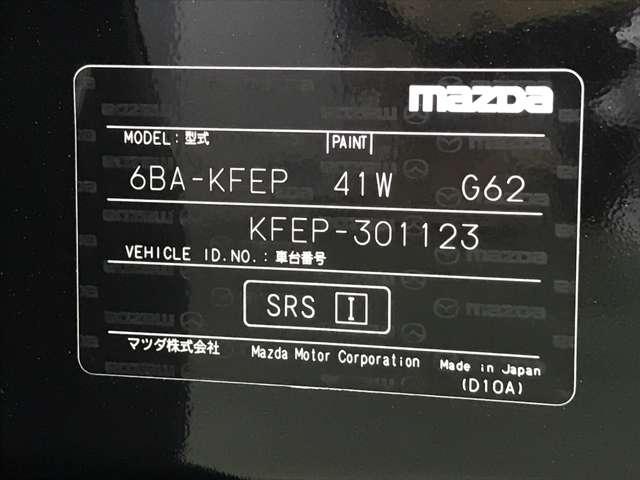 mazda
MODEL：型式 PAINT
6BA-KFEP 41W G62
KFEP-301123
VEHICLE ID.NO.：車台番号
SRS I
マツダ株式会社 Mazda Motor Corporation Made in Japan
(D10A)